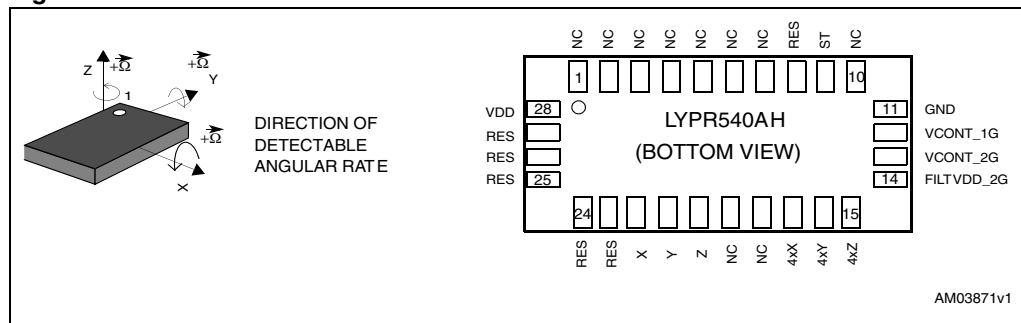 Z
+Ω
+Ω
Y
1
+Ω
X
DIRECTION OF
DETECTABLE
ANGULAR RATE
NC NC NC NC NC NC NC RES ST NC
1 10
VDD 28 11 GND
RES VCONT_1G
RES VCONT_2G
RES 25 14 FILTVDD_2G
LYPR540AH
(BOTTOM VIEW)
24 15
RES RES X Y Z NC NC 4xX 4xY 4xZ
AM03871v1